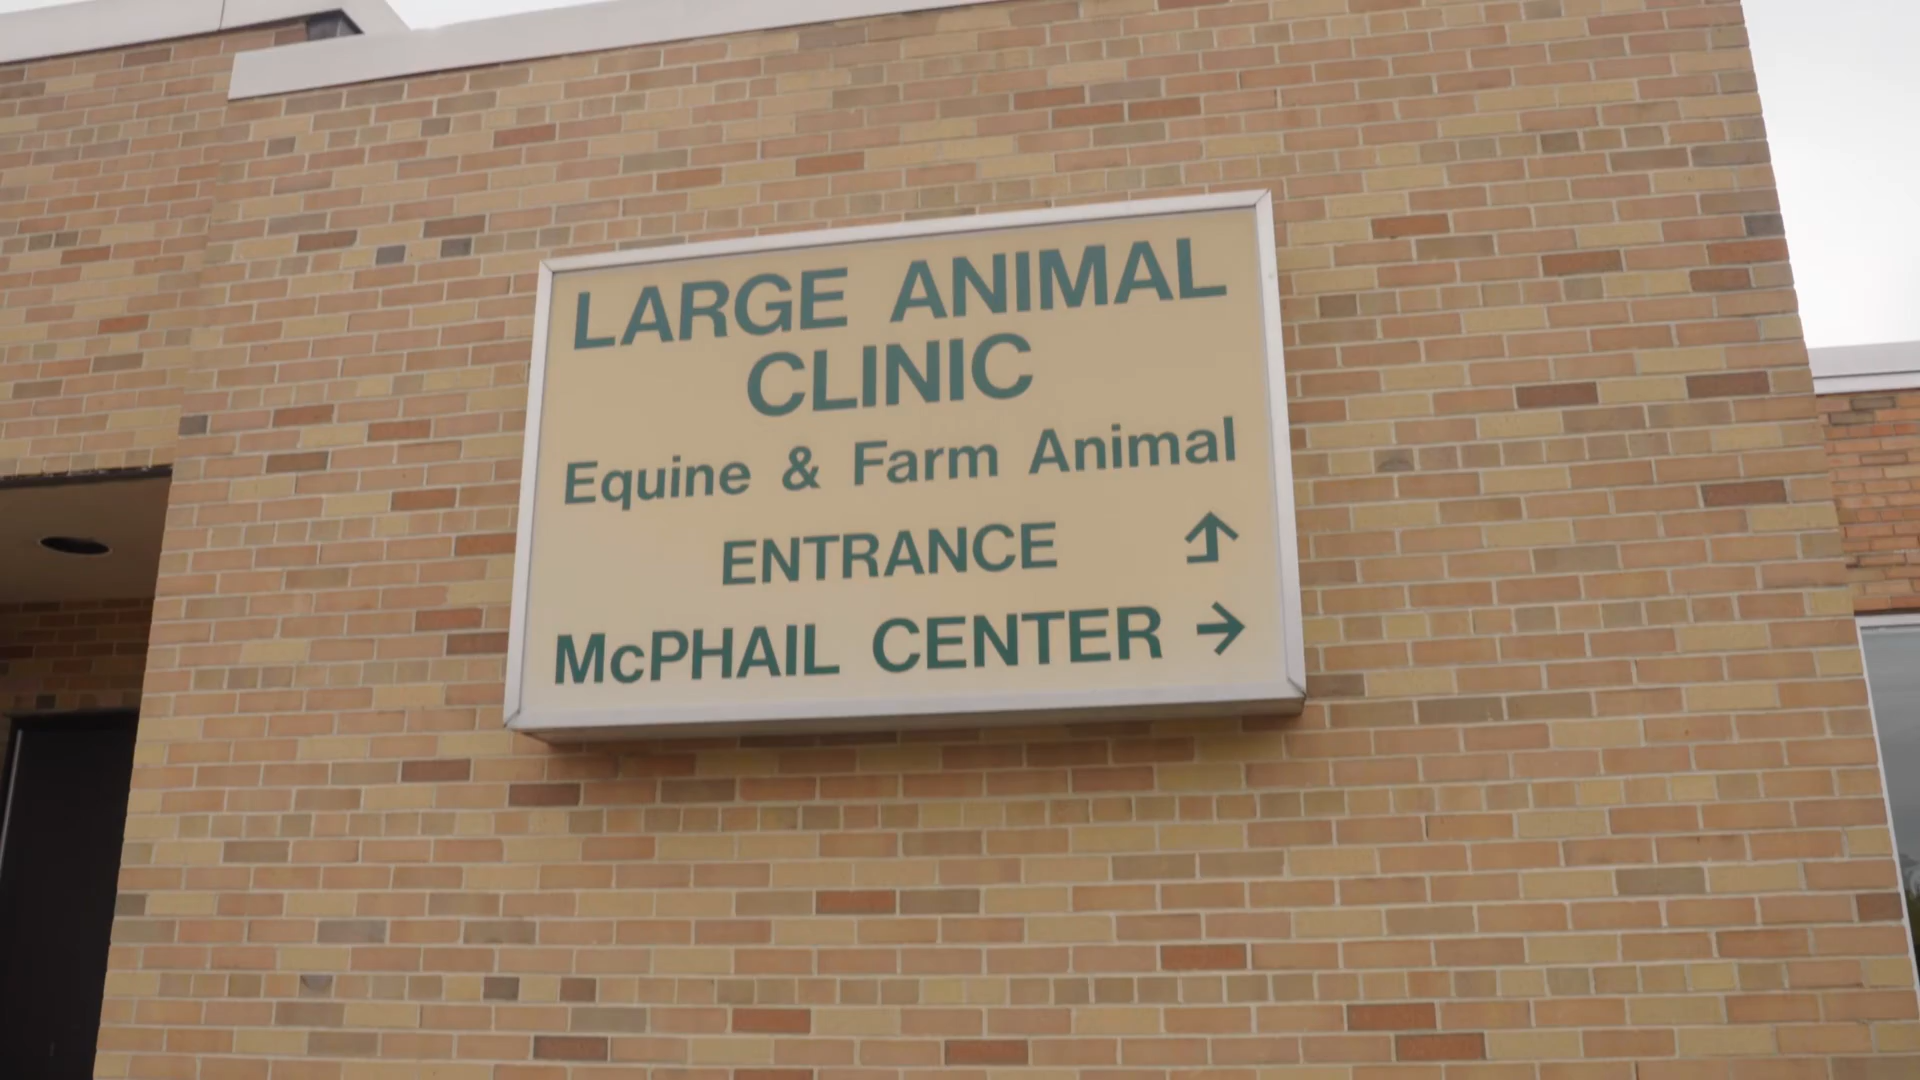 LARGE ANIMAL
CLINIC
Equine & Farm Animal
ENTRANCE ↑
McPHAIL CENTER →